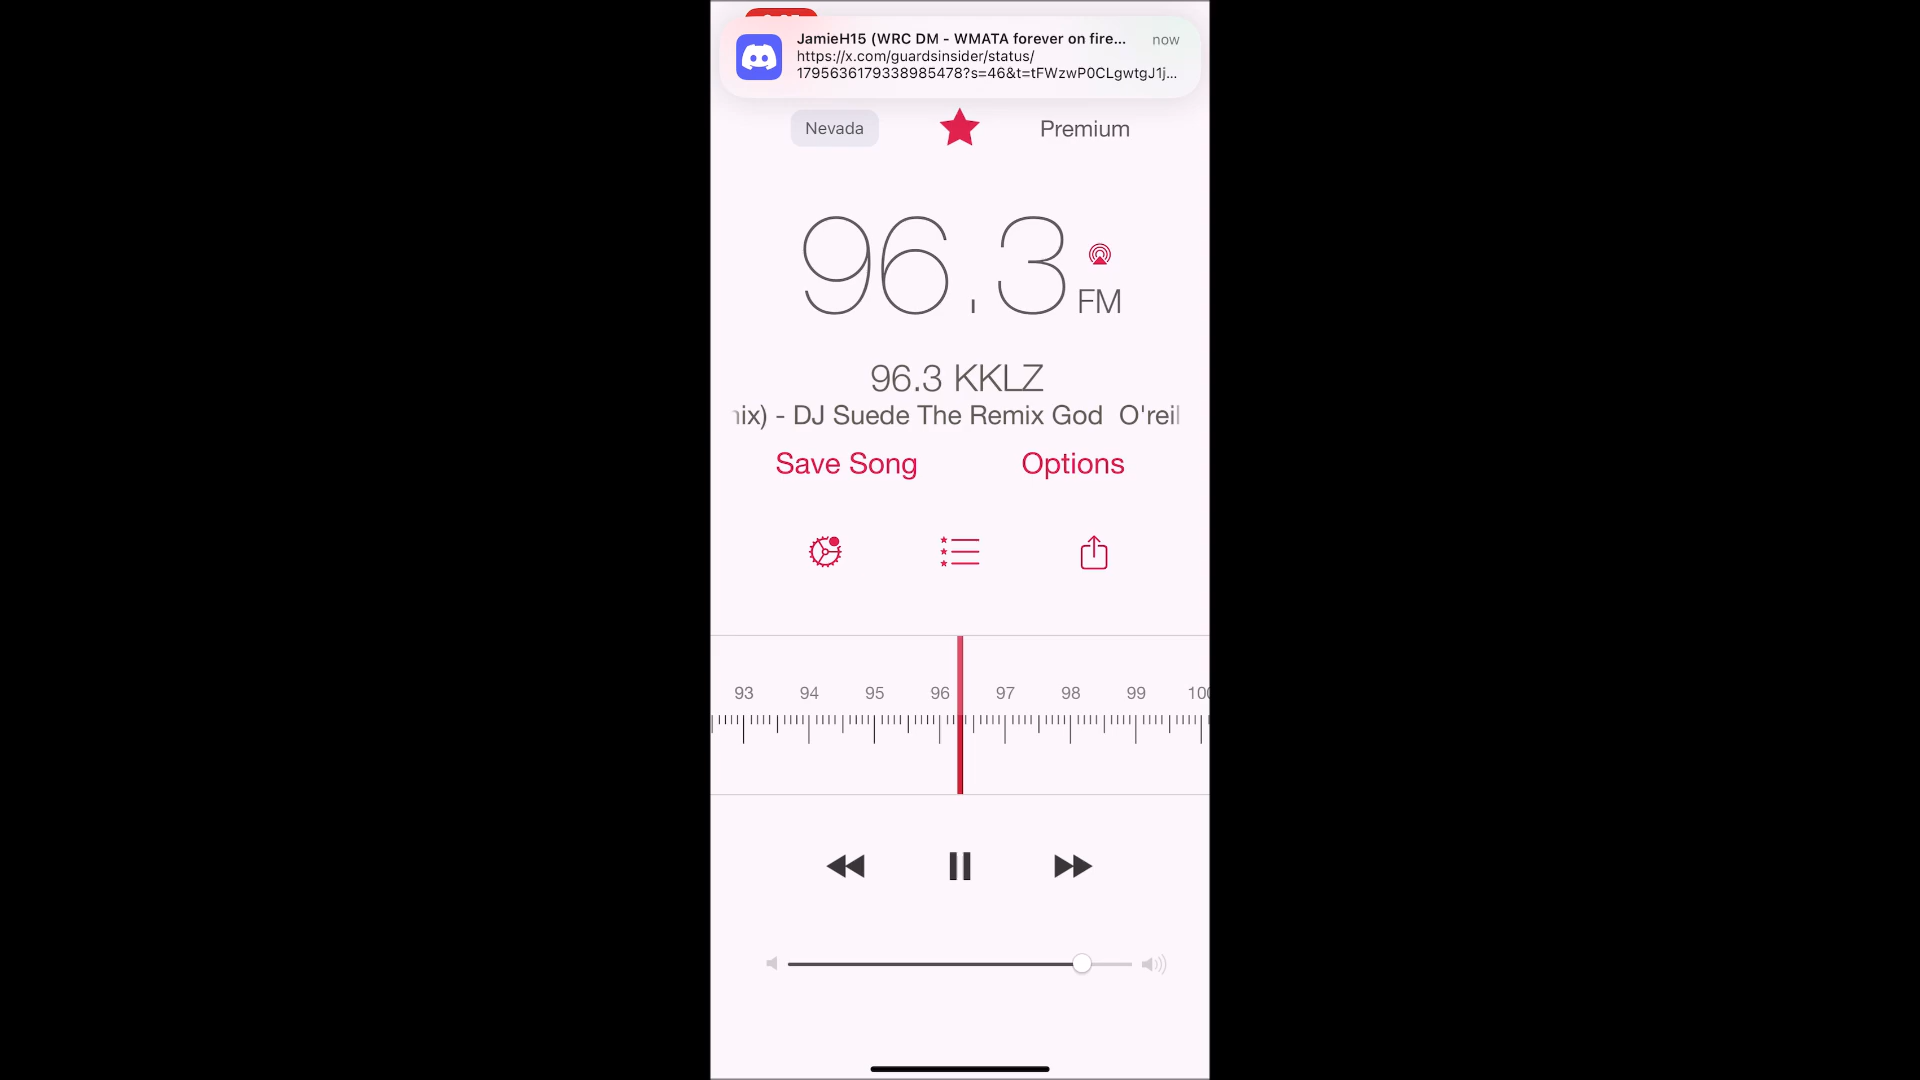 JamieH15 (WRC DM - WMATA forever on fire...
now
https://x.com/guardsinsider/status/
1795636179338985478?s=46&t=tFWzwP0CLgwtgJ1j...
Nevada
Premium
96.3
FM
96.3 KKLZ
ix) - DJ Suede The Remix God O'reil
Save Song
Options
93 94 95 96 97 98 99 100